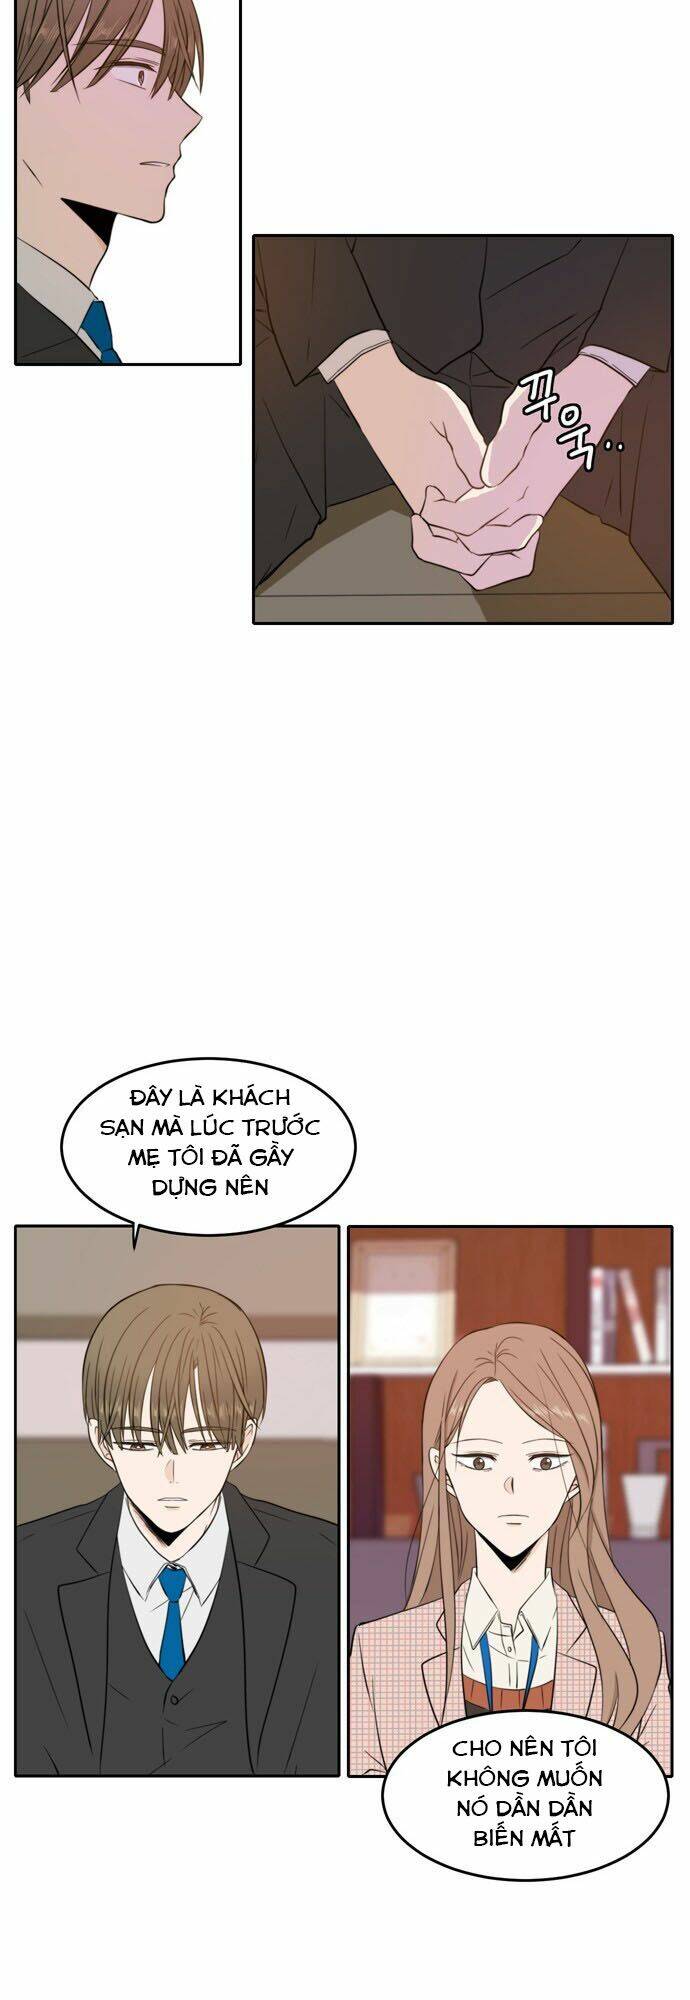 꾸욱..
ĐÂY LÀ KHÁCH
SẠN MÀ LÚC TRƯỚC
MẸ TÔI ĐÃ GẦY
DỰNG NÊN
CHO NÊN TÔI
KHÔNG MUỐN
NÓ DẦN DẦN
BIẾN MẤT